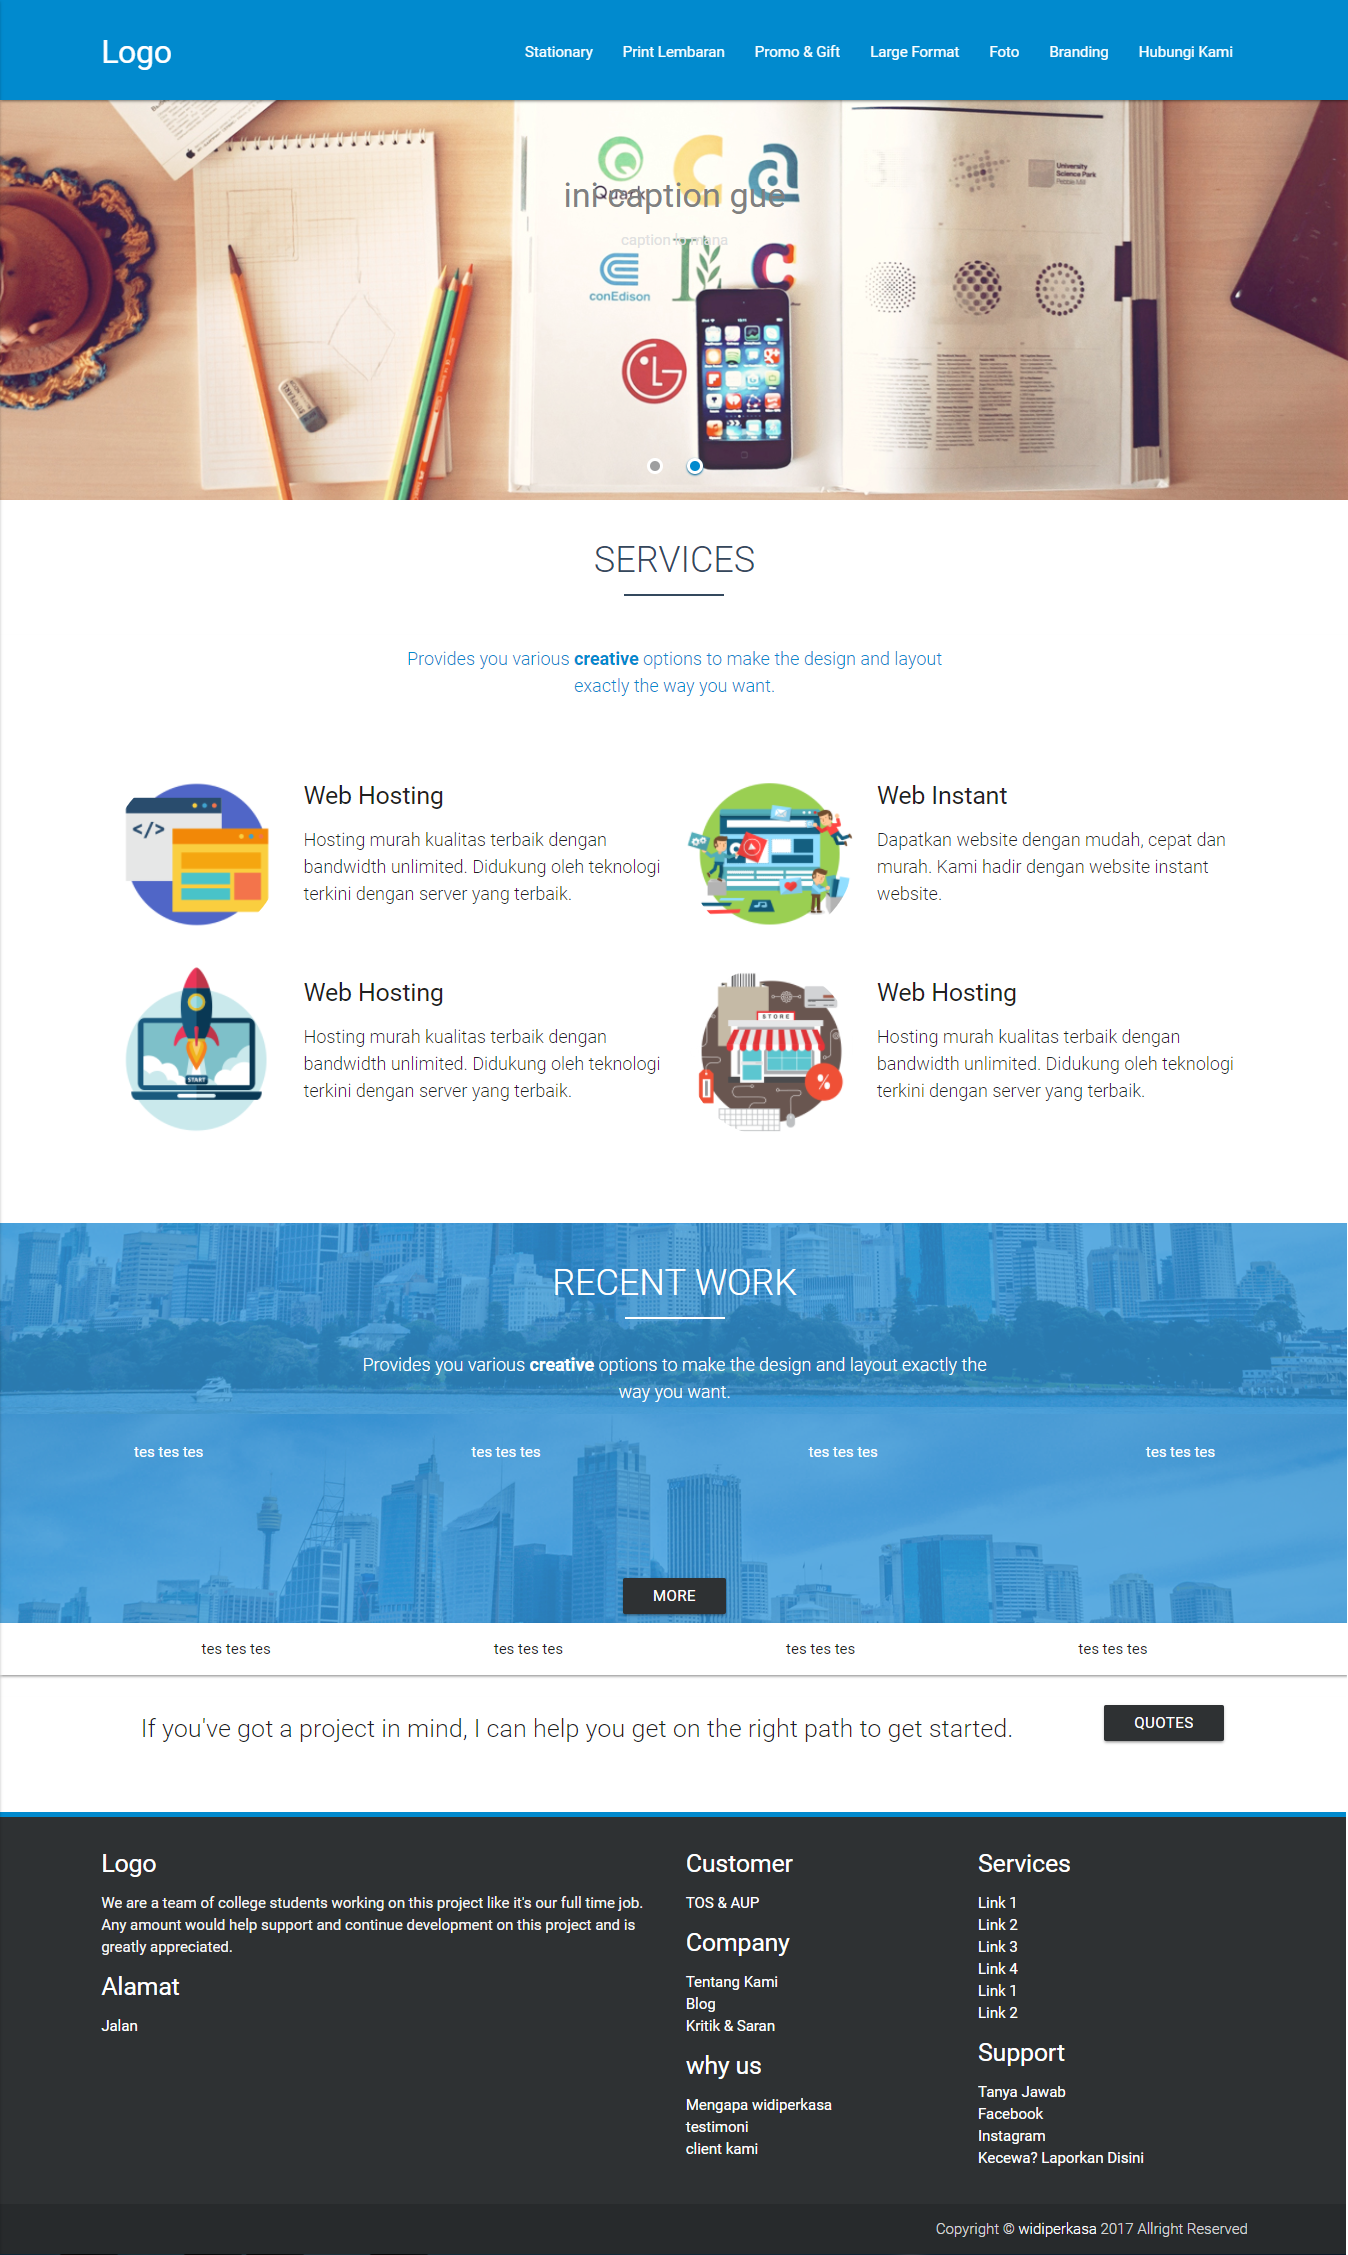 Logo
Stationary Print Lembaran Promo & Gift Large Format Foto Branding Hubungi Kami
Quark
University
Science Park
Pebble Mill
ini caption gue
caption lo mana
conEdison
SERVICES
Provides you various creative options to make the design and layout
exactly the way you want.
Web Hosting
Hosting murah kualitas terbaik dengan
bandwidth unlimited. Didukung oleh teknologi
terkini dengan server yang terbaik.
Web Instant
Dapatkan website dengan mudah, cepat dan
murah. Kami hadir dengan website instant
website.
START
Web Hosting
Hosting murah kualitas terbaik dengan
bandwidth unlimited. Didukung oleh teknologi
terkini dengan server yang terbaik.
STORE
%
Web Hosting
Hosting murah kualitas terbaik dengan
bandwidth unlimited. Didukung oleh teknologi
terkini dengan server yang terbaik.
RECENT WORK
Provides you various creative options to make the design and layout exactly the
way you want.
tes tes tes tes tes tes tes tes tes tes tes tes
MORE
tes tes tes tes tes tes tes tes tes tes tes tes
If you've got a project in mind, I can help you get on the right path to get started.
QUOTES
Logo
We are a team of college students working on this project like it's our full time job.
Any amount would help support and continue development on this project and is
greatly appreciated.
Alamat
Jalan
Customer
TOS & AUP
Company
Tentang Kami
Blog
Kritik & Saran
why us
Mengapa widiperkasa
testimoni
client kami
Services
Link 1
Link 2
Link 3
Link 4
Link 1
Link 2
Support
Tanya Jawab
Facebook
Instagram
Kecewa? Laporkan Disini
Copyright © widiperkasa 2017 Allright Reserved